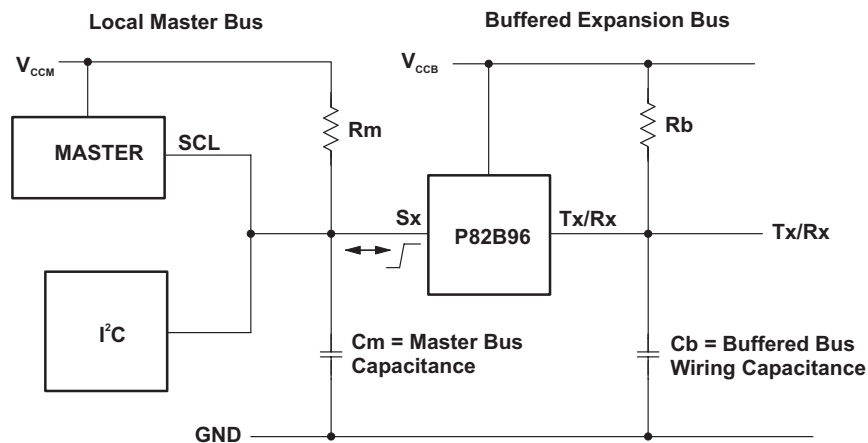 Local Master Bus
Buffered Expansion Bus
VCCM
VCCB
MASTER
SCL
Rm
Rb
Sx
P82B96
Tx/Rx
Tx/Rx
I²C
Cm = Master Bus
Capacitance
Cb = Buffered Bus
Wiring Capacitance
GND